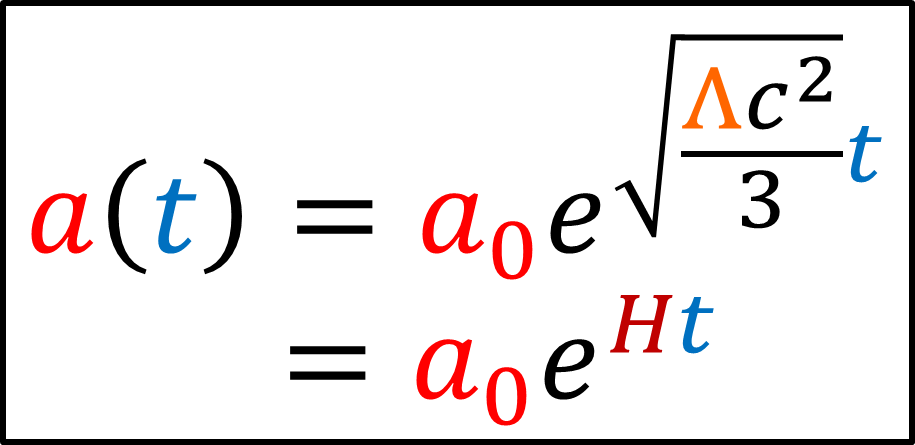 a(t) = a₀e^{√(Λc²/3) t}
= a₀e^{Ht}